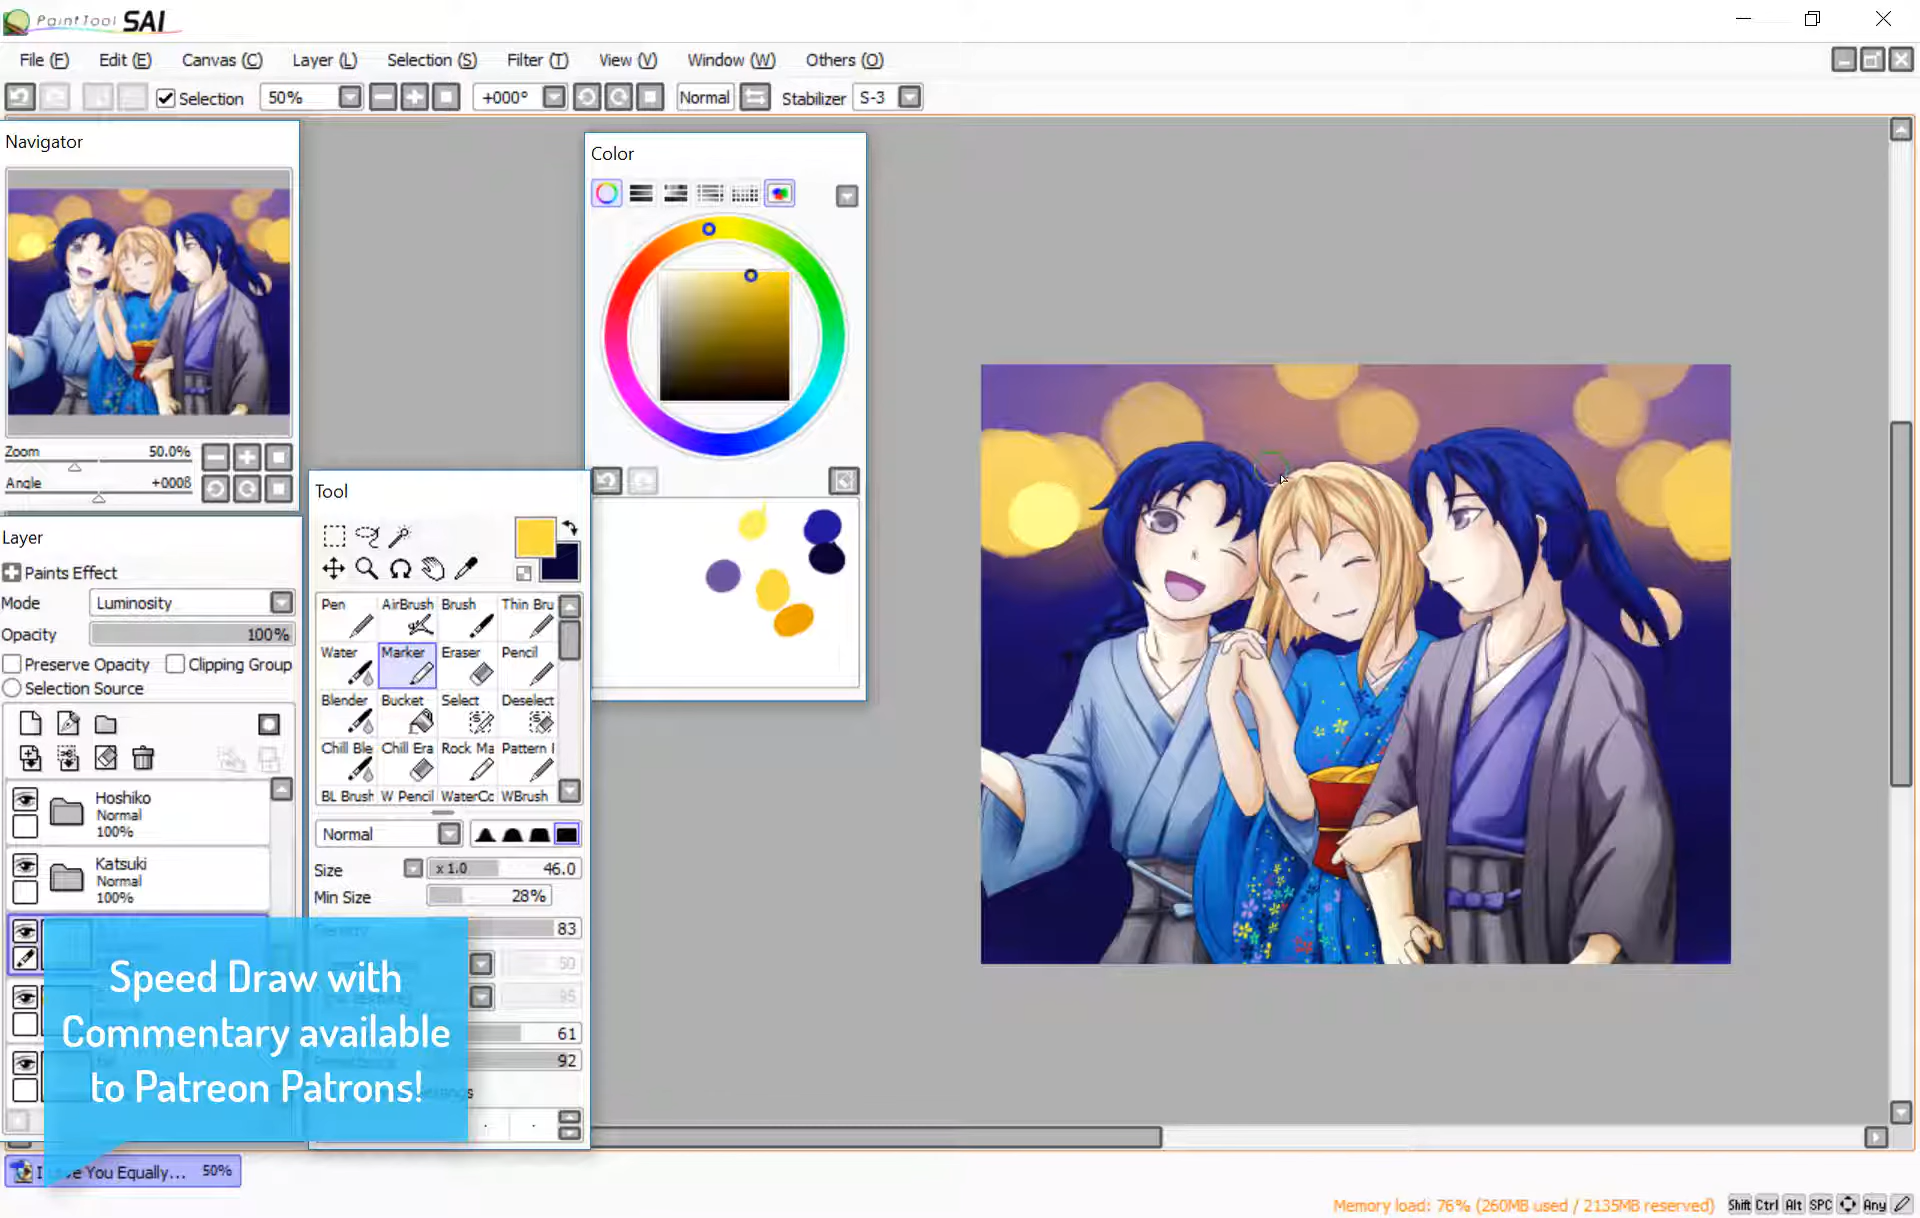 PaintTool SAI
File (F) Edit (E) Canvas (C) Layer (L) Selection (S) Filter (T) View (V) Window (W) Others (O)
Selection 50% +000° Normal Stabilizer S-3
Navigator
Zoom 50.0%
Angle +0008
Layer
Paints Effect
Mode Luminosity
Opacity 100%
Preserve Opacity Clipping Group
Selection Source
Hoshiko
Normal
100%
Katsuki
Normal
100%
Color
Tool
Pen AirBrush Brush Thin Bru
Water Marker Eraser Pencil
Blender Bucket Select Deselect
Chill Ble Chill Era Rock Ma Pattern
BL Brush W Pencil WaterCo WBrush
Normal
Size x 1.0 46.0
Min Size 28%
83
50
95
61
92
Speed Draw with
Commentary available
to Patreon Patrons!
You Equally... 50%
Memory load: 76% (260MB used / 2135MB reserved) Shift Ctrl Alt SPC Any